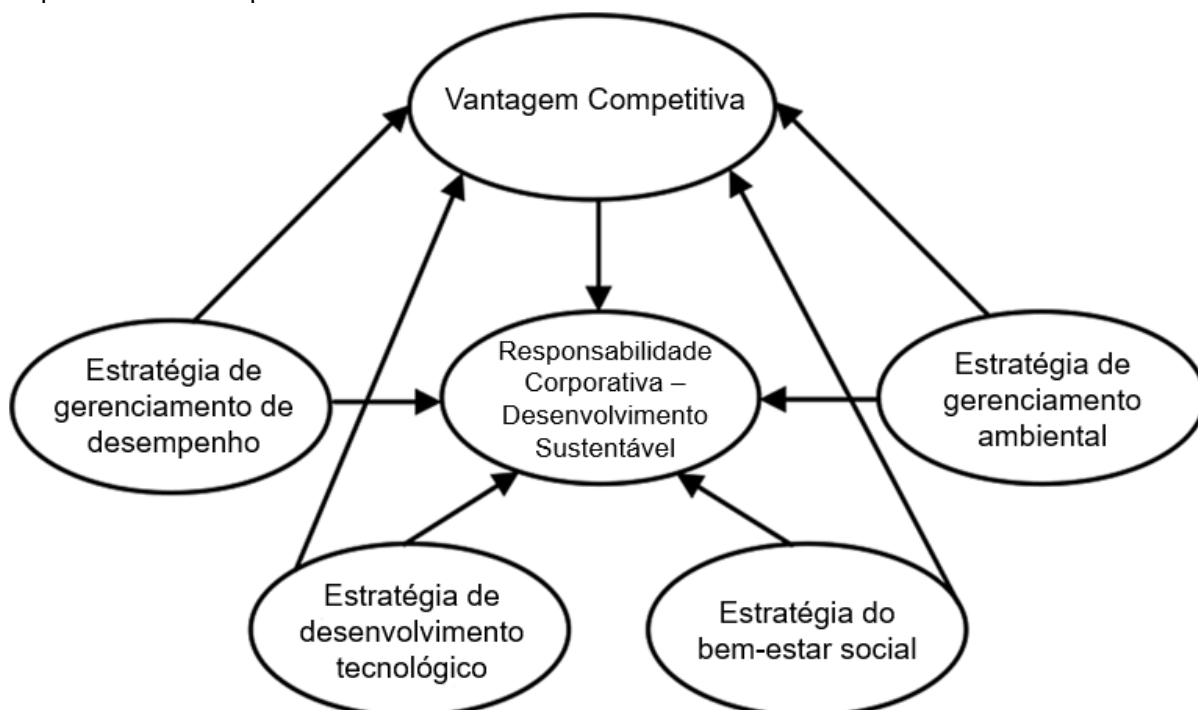 Vantagem Competitiva
Responsabilidade
Corporativa –
Desenvolvimento
Sustentável
Estratégia de
gerenciamento de
desempenho
Estratégia de
gerenciamento
ambiental
Estratégia de
desenvolvimento
tecnológico
Estratégia do
bem-estar social